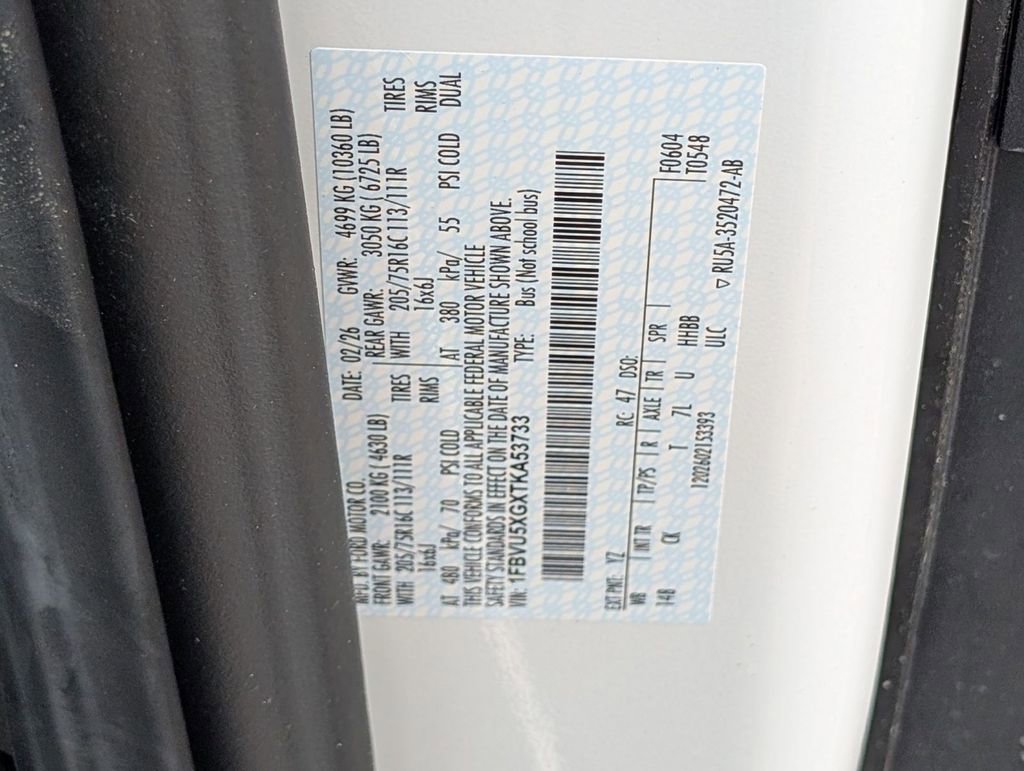 MFD. BY FORD MOTOR CO. DATE: 02/26 GVWR: 4699 KG (10360 LB)
FRONT GAWR: 2100 KG ( 4630 LB) REAR GAWR: 3050 KG ( 6725 LB)
WITH 205/75R16C 113/111R TIRES WITH 205/75R16C 113/111R TIRES
16x6J RIMS 16x6J RIMS
AT 480 kPa/ 70 PSI COLD AT 380 kPa/ 55 PSI COLD DUAL
THIS VEHICLE CONFORMS TO ALL APPLICABLE FEDERAL MOTOR VEHICLE
SAFETY STANDARDS IN EFFECT ON THE DATE OF MANUFACTURE SHOWN ABOVE.
VIN: 1FBVU5XGXTKA53733 TYPE: Bus (Not school bus)
EXT PNT: YZ RC: 47 DSO:
WB INT TR TP/PS R AXLE TR SPR F0604
148 CK T 7L U HHBB T0548
1202602153393 ULC
▽ RU5A-3520472-AB